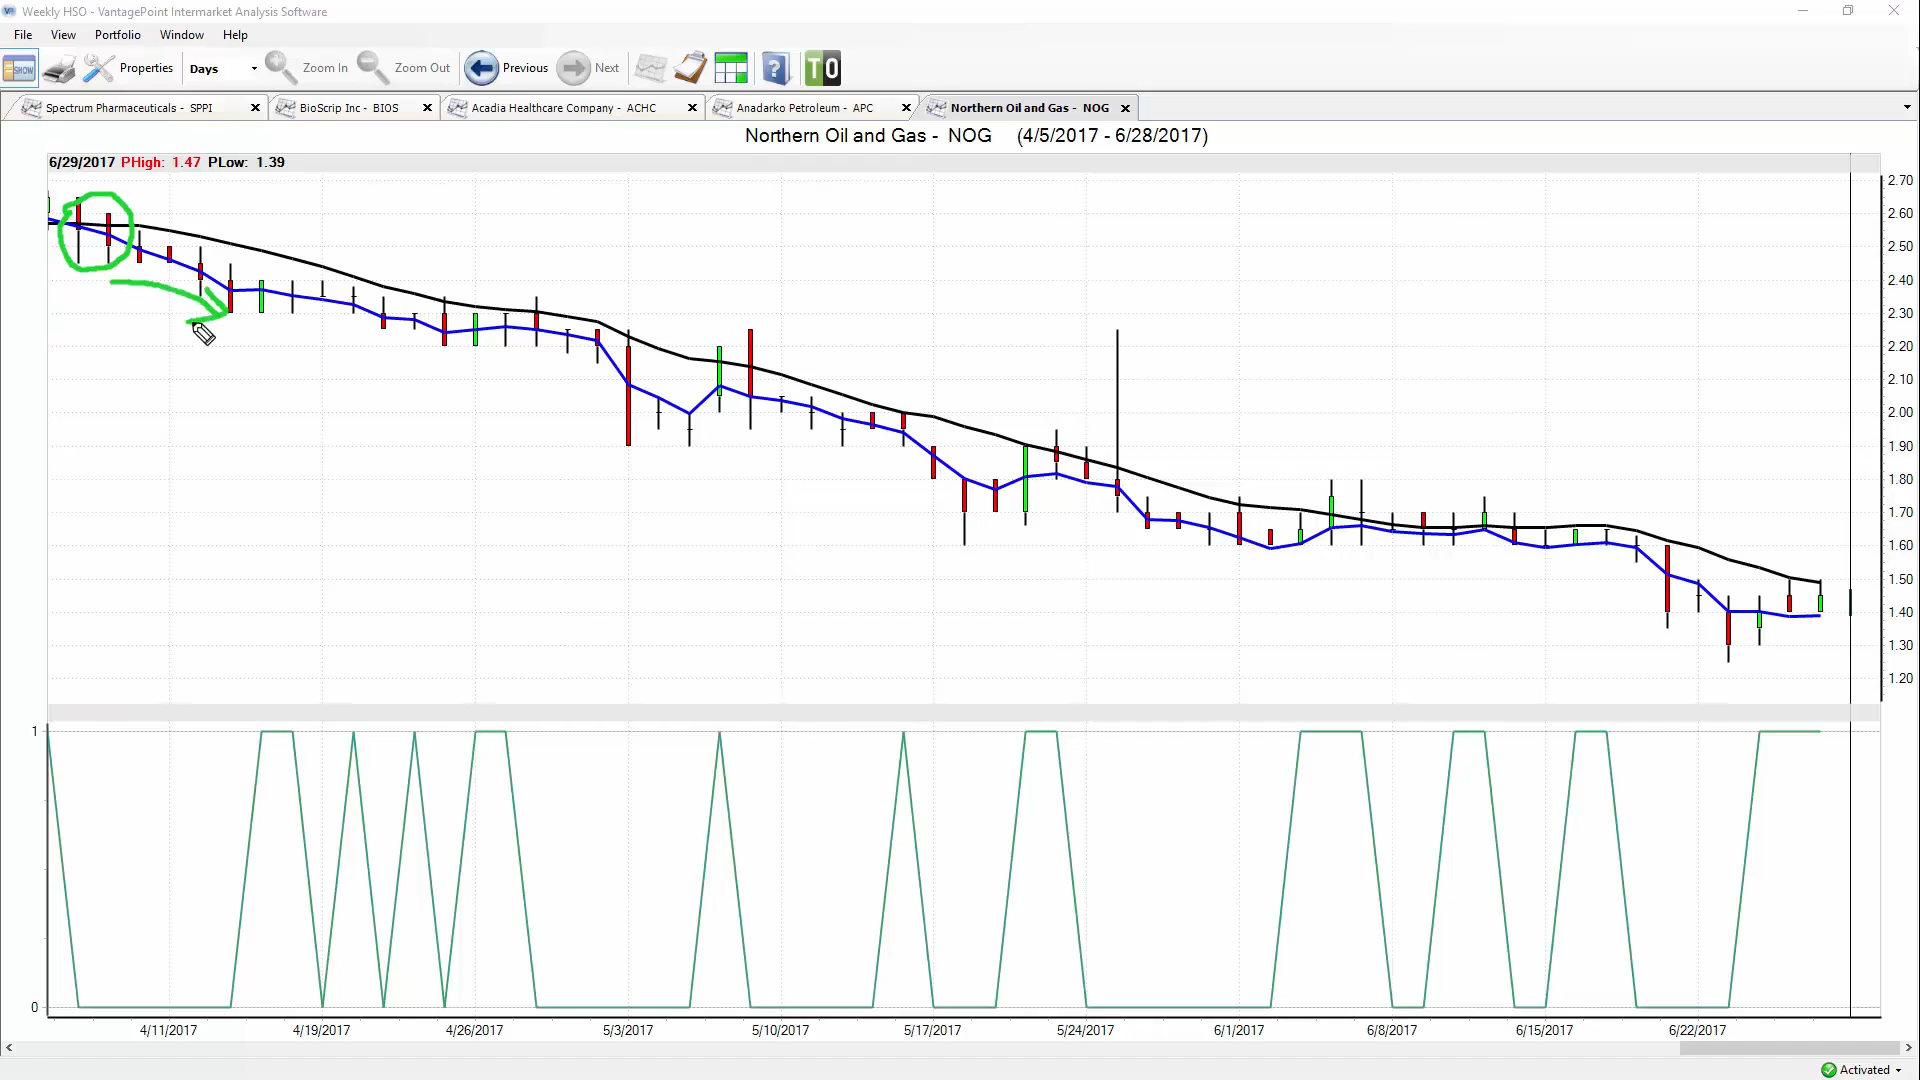 Weekly HSO - VantagePoint Intermarket Analysis Software
File View Portfolio Window Help
SHOW Properties Days Zoom In Zoom Out Previous Next ? TO
Spectrum Pharmaceuticals - SPPI BioScrip Inc - BIOS Acadia Healthcare Company - ACHC Anadarko Petroleum - APC Northern Oil and Gas - NOG
Northern Oil and Gas - NOG (4/5/2017 - 6/28/2017)
6/29/2017 PHigh: 1.47 PLow: 1.39
2.70
2.60
2.50
2.40
2.30
2.20
2.10
2.00
1.90
1.80
1.70
1.60
1.50
1.40
1.30
1.20
1
0
4/11/2017 4/19/2017 4/26/2017 5/3/2017 5/10/2017 5/17/2017 5/24/2017 6/1/2017 6/8/2017 6/15/2017 6/22/2017
Activated